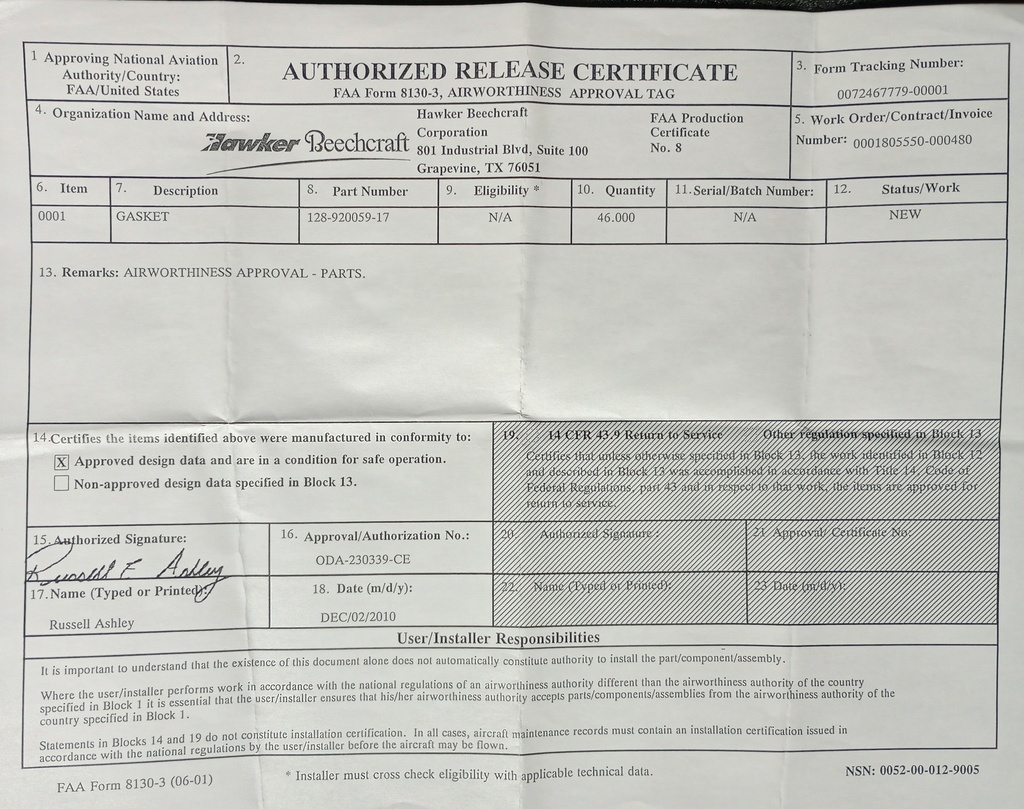 1 Approving National Aviation
Authority/Country:
FAA/United States
2.
AUTHORIZED RELEASE CERTIFICATE
FAA Form 8130-3, AIRWORTHINESS APPROVAL TAG
3. Form Tracking Number:
0072467779-00001
4. Organization Name and Address:
Hawker Beechcraft
Hawker Beechcraft
Corporation
801 Industrial Blvd, Suite 100
Grapevine, TX 76051
FAA Production
Certificate
No. 8
5. Work Order/Contract/Invoice
Number: 0001805550-000480
6. Item 7. Description 8. Part Number 9. Eligibility * 10. Quantity 11.Serial/Batch Number: 12. Status/Work
0001 GASKET 128-920059-17 N/A 46.000 N/A NEW
13. Remarks: AIRWORTHINESS APPROVAL - PARTS.
14.Certifies the items identified above were manufactured in conformity to:
X Approved design data and are in a condition for safe operation.
Non-approved design data specified in Block 13.
19. 14 CFR 43.9 Return to Service Other regulation specified in Block 13
Certifies that unless otherwise specified in Block 13, the work identified in Block 12
and described in Block 13 was accomplished in accordance with Title 14, Code of
Federal Regulations, part 43 and in respect to that work, the items are approved for
return to service.
15. Authorized Signature:
Russell E Ashley
16. Approval/Authorization No.:
ODA-230339-CE
20. Authorized Signature :
21 Approval/ Certificate No:
17.Name (Typed or Printed):
Russell Ashley
18. Date (m/d/y):
DEC/02/2010
22. Name (Typed or Printed):
23 Date (m/d/y):
User/Installer Responsibilities
It is important to understand that the existence of this document alone does not automatically constitute authority to install the part/component/assembly.
Where the user/installer performs work in accordance with the national regulations of an airworthiness authority different than the airworthiness authority of the country
specified in Block 1 it is essential that the user/installer ensures that his/her airworthiness authority accepts parts/components/assemblies from the airworthiness authority of the
country specified in Block 1.
Statements in Blocks 14 and 19 do not constitute installation certification. In all cases, aircraft maintenance records must contain an installation certification issued in
accordance with the national regulations by the user/installer before the aircraft may be flown.
FAA Form 8130-3 (06-01)
* Installer must cross check eligibility with applicable technical data.
NSN: 0052-00-012-9005